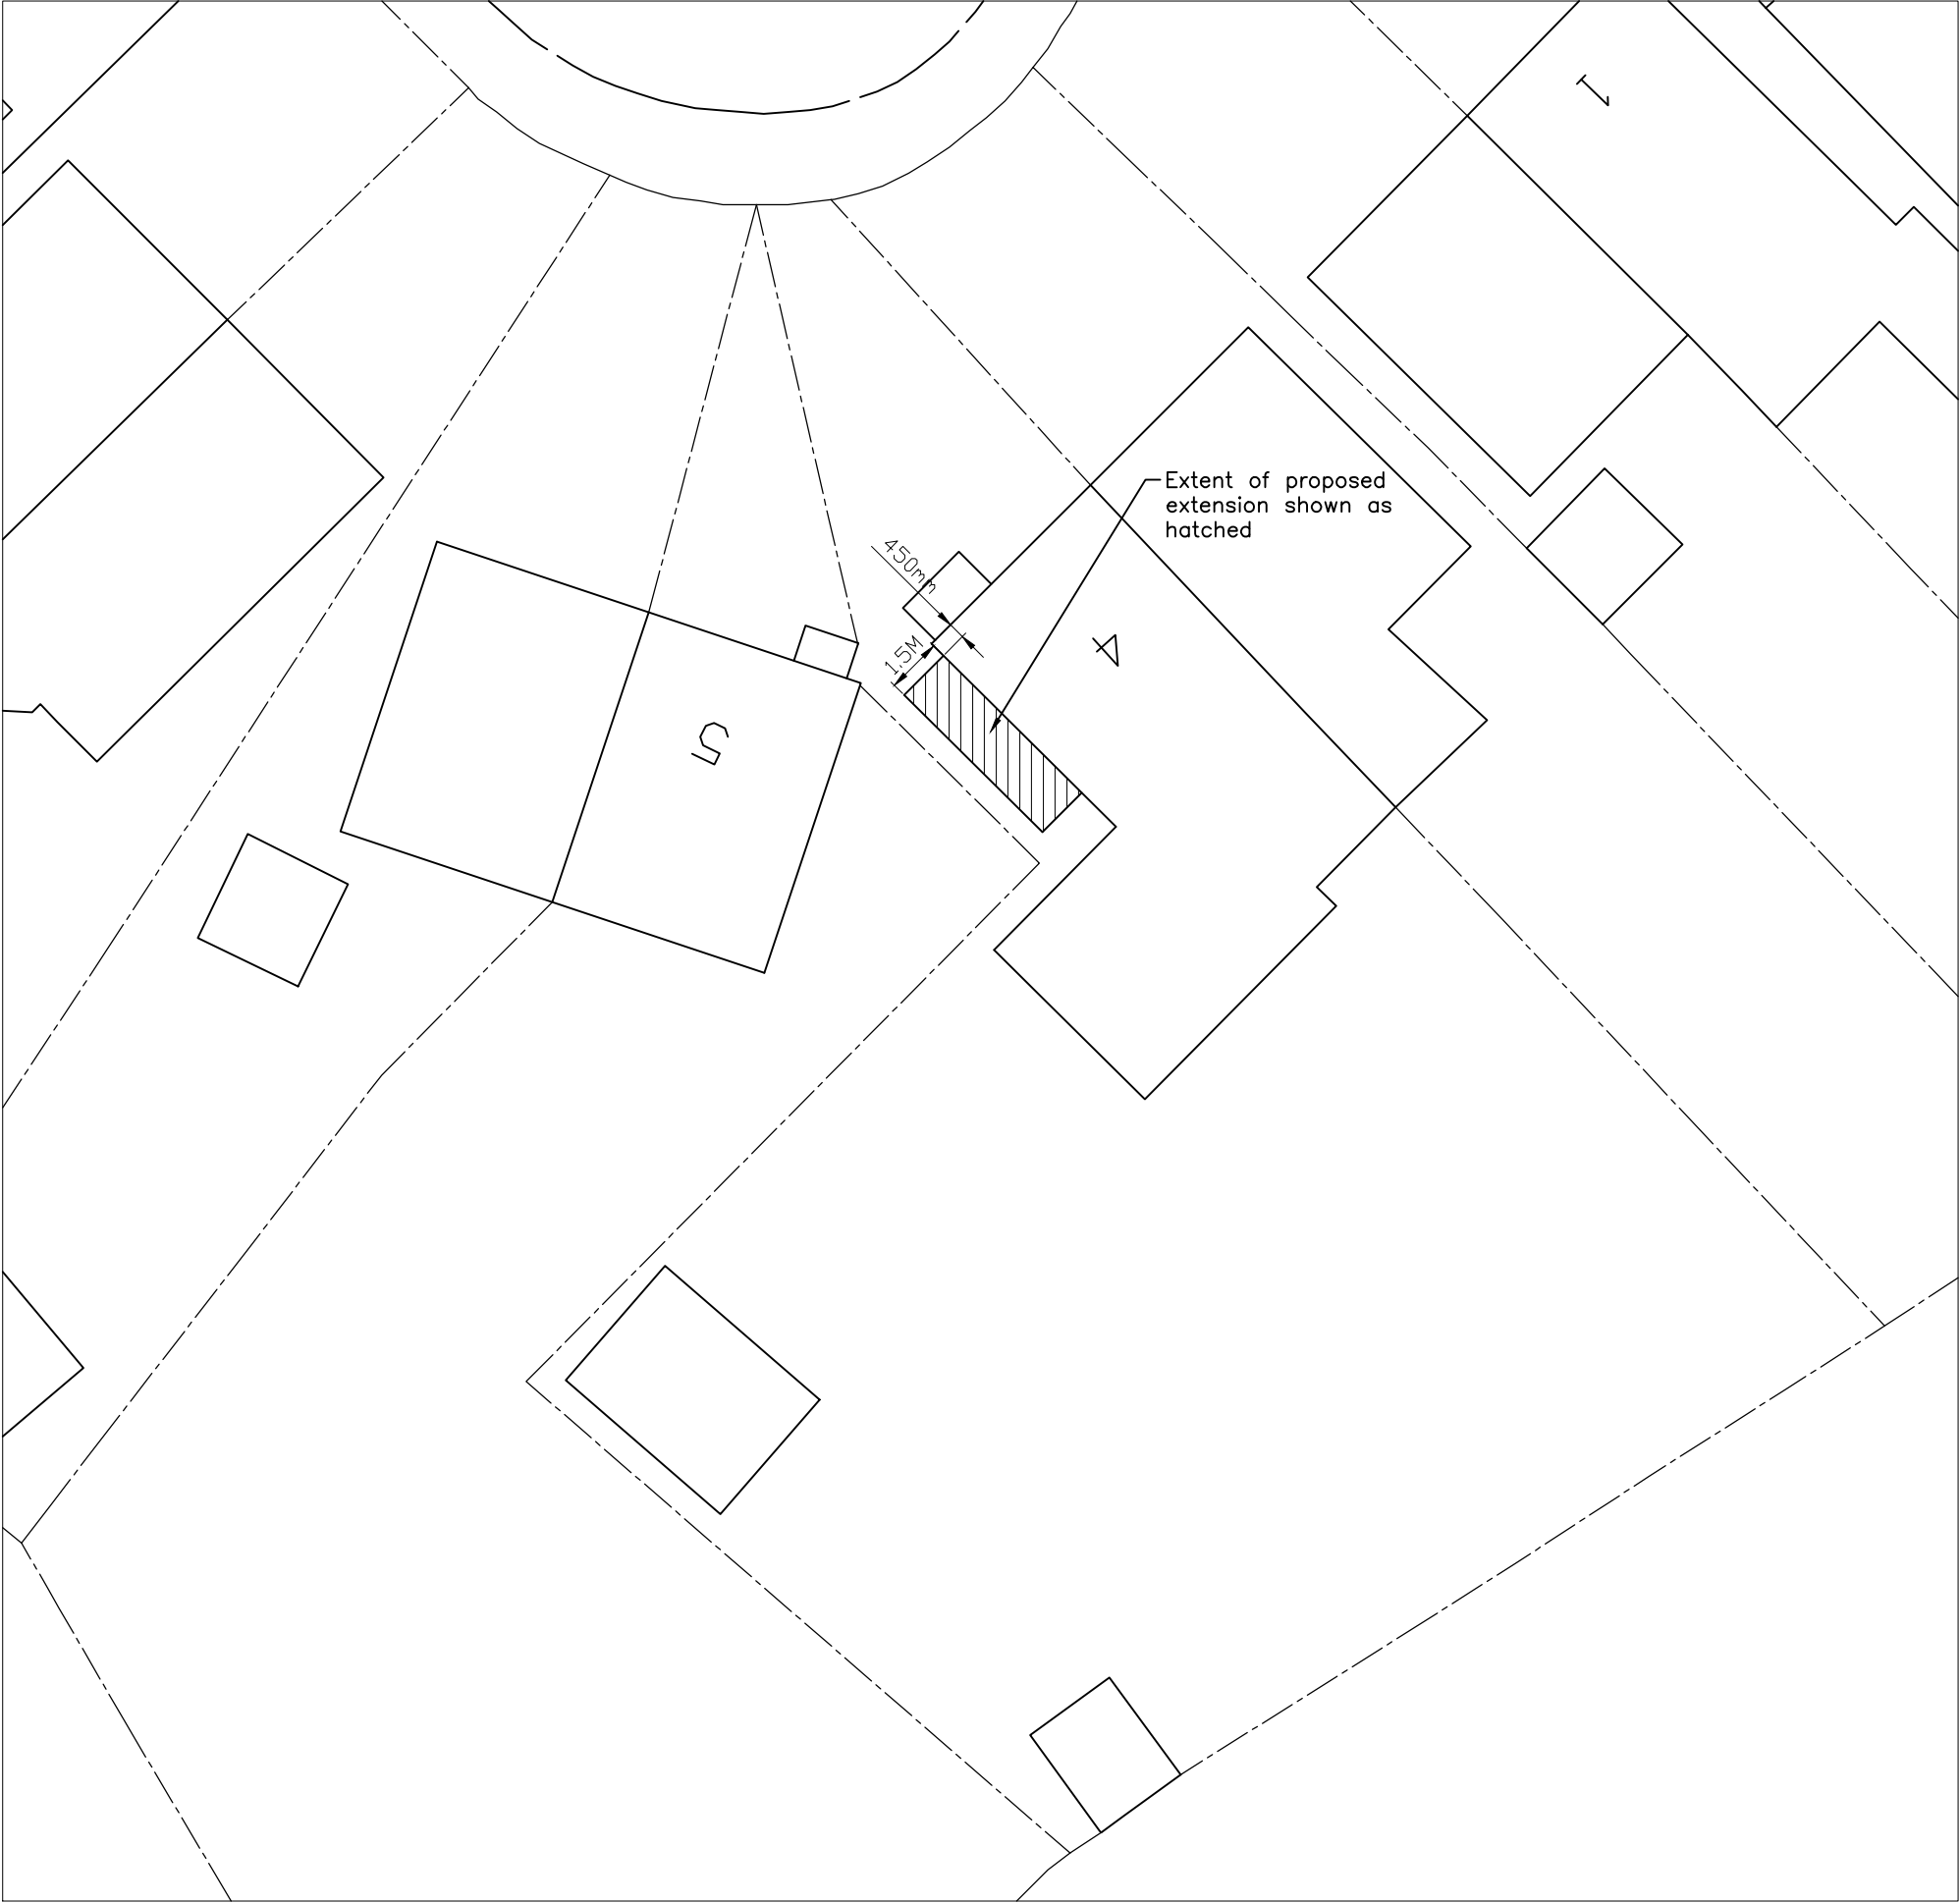 1
Extent of proposed
extension shown as
hatched
450mm
1.5M
4
5